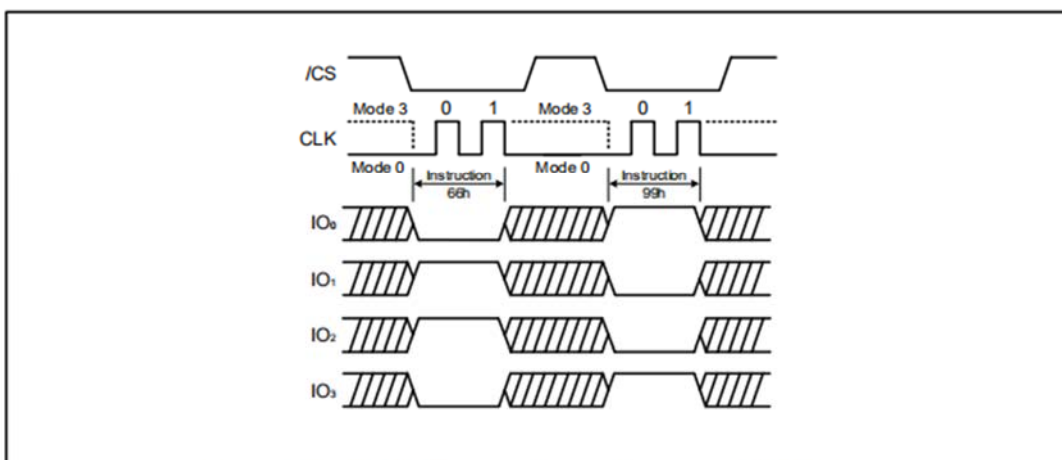 /CS
Mode 3 0 1 Mode 3 0 1
CLK
Mode 0 Mode 0
Instruction Instruction
66h 99h
IO₀
IO₁
IO₂
IO₃